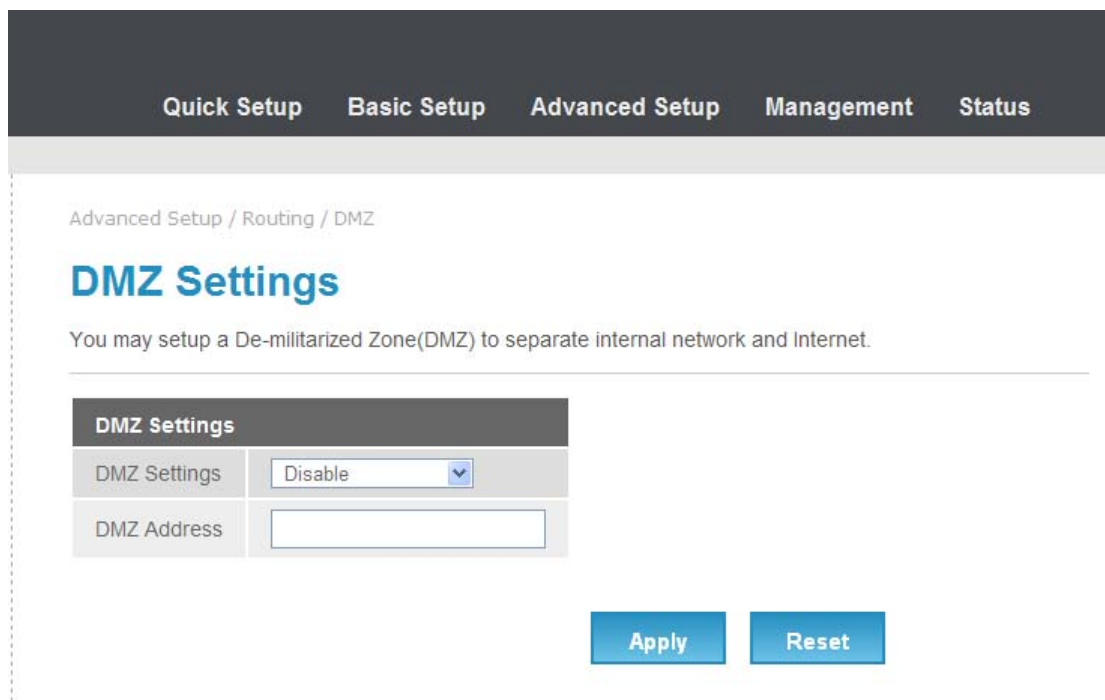 Quick Setup Basic Setup Advanced Setup Management Status
Advanced Setup / Routing / DMZ
DMZ Settings
You may setup a De-militarized Zone(DMZ) to separate internal network and Internet.
DMZ Settings
DMZ Settings Disable
DMZ Address
Apply Reset